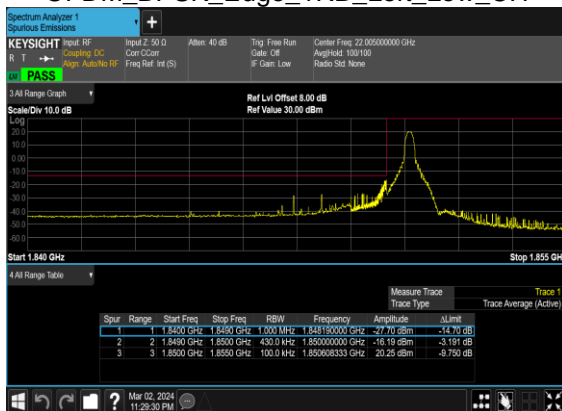 Spectrum Analyzer 1
Spurious Emissions
+
KEYSIGHT Input: RF Input Z: 50 Ω Atten: 40 dB Trig: Free Run Center Freq: 22.005000000 GHz
R T Coupling: DC Corr CCorr Gate: Off Avg|Hold: 100/100
Align: Auto/No RF Freq Ref: Int (S) IF Gain: Low Radio Std: None
PASS
3 All Range Graph
Ref Lvl Offset 8.00 dB
Scale/Div 10.0 dB Ref Value 30.00 dBm
Log
20.0
10.0
0.00
-10.0
-20.0
-30.0
-40.0
-50.0
-60.0
Start 1.840 GHz Stop 1.855 GH
4 All Range Table
Measure Trace Trace 1
Trace Type Trace Average (Active)
Spur Range Start Freq Stop Freq RBW Frequency Amplitude ΔLimit
1 1 1.8400 GHz 1.8490 GHz 1.000 MHz 1.848190000 GHz -27.70 dBm -14.70 dB
2 2 1.8490 GHz 1.8500 GHz 430.0 kHz 1.850000000 GHz -16.19 dBm -3.191 dB
3 3 1.8500 GHz 1.8550 GHz 100.0 kHz 1.850608333 GHz 20.25 dBm -9.750 dB
? Mar 02, 2024
11:29:30 PM